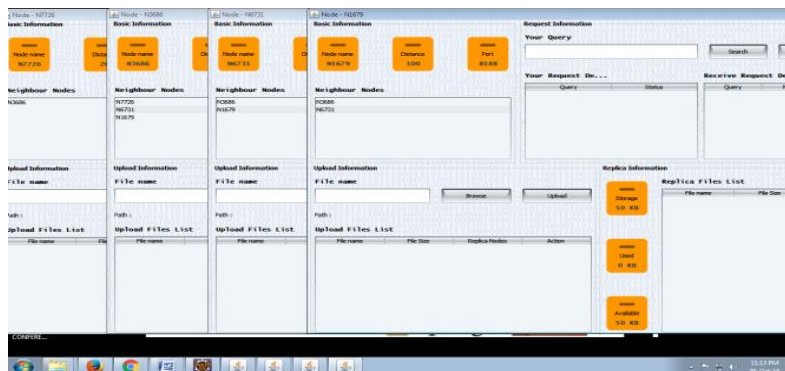 Node - N7726
Basic Information
Node name
N7726
Neighbour Nodes
N3686
Upload Information
File name
Path :
Upload Files List
File name
Node - N3686
Basic Information
Node name
N3686
Neighbour Nodes
N7726
N6731
N1679
Upload Information
File name
Path :
Upload Files List
File name
Node - N6731
Basic Information
Node name
N6731
Neighbour Nodes
N3686
N1679
Upload Information
File name
Path :
Upload Files List
File name
Node - N1679
Basic Information
Node name
N1679
Distance
100
Port
8188
Neighbour Nodes
N3686
N6731
Request Information
Your Query
Search
Your Request De...
Query Status
Receive Request De
Query
Upload Information
File name
Browse Upload
Path :
Upload Files List
File name File Size Replica Nodes Action
Replica Information
Storage
50 KB
Used
0 KB
Available
50 KB
Replica Files List
File name File Size
CONFERE...
11:13 PM